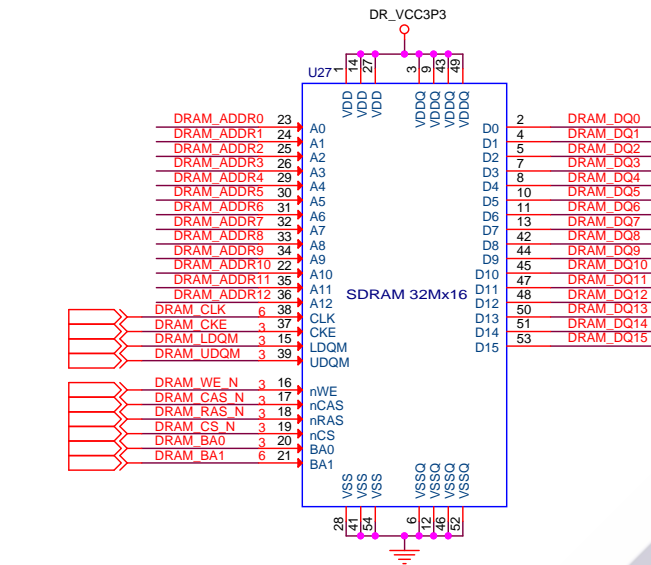 DR_VCC3P3
U27
1 14 27 3 9 43 49
VDD VDD VDD VDDQ VDDQ VDDQ VDDQ
DRAM_ADDR0 23 A0 D0 2 DRAM_DQ0
DRAM_ADDR1 24 A1 D1 4 DRAM_DQ1
DRAM_ADDR2 25 A2 D2 5 DRAM_DQ2
DRAM_ADDR3 26 A3 D3 7 DRAM_DQ3
DRAM_ADDR4 29 A4 D4 8 DRAM_DQ4
DRAM_ADDR5 30 A5 D5 10 DRAM_DQ5
DRAM_ADDR6 31 A6 D6 11 DRAM_DQ6
DRAM_ADDR7 32 A7 D7 13 DRAM_DQ7
DRAM_ADDR8 33 A8 D8 42 DRAM_DQ8
DRAM_ADDR9 34 A9 D9 44 DRAM_DQ9
DRAM_ADDR10 22 A10 D10 45 DRAM_DQ10
DRAM_ADDR11 35 A11 D11 47 DRAM_DQ11
DRAM_ADDR12 36 A12 D12 48 DRAM_DQ12
SDRAM 32Mx16
DRAM_CLK 6 38 CLK D13 50 DRAM_DQ13
DRAM_CKE 3 37 CKE D14 51 DRAM_DQ14
DRAM_LDQM 3 15 LDQM D15 53 DRAM_DQ15
DRAM_UDQM 3 39 UDQM
DRAM_WE_N 3 16 nWE
DRAM_CAS_N 3 17 nCAS
DRAM_RAS_N 3 18 nRAS
DRAM_CS_N 3 19 nCS
DRAM_BA0 3 20 BA0
DRAM_BA1 6 21 BA1
VSS VSS VSS VSSQ VSSQ VSSQ VSSQ
28 41 54 6 12 46 52